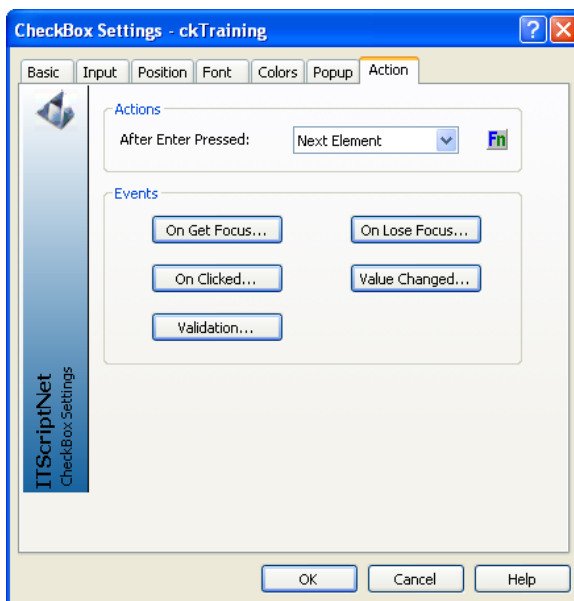 CheckBox Settings - ckTraining
Basic Input Position Font Colors Popup Action
Actions
After Enter Pressed: Next Element Fn
Events
On Get Focus... On Lose Focus...
On Clicked... Value Changed...
Validation...
ITScriptNet
CheckBox Settings
OK Cancel Help